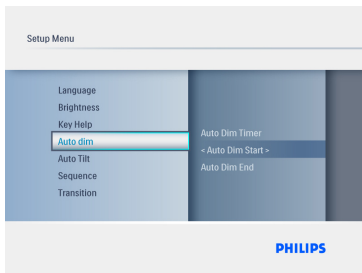 Setup Menu
Language
Brightness
Key Help
Auto dim
Auto Tilt
Sequence
Transition
Auto Dim Timer
< Auto Dim Start >
Auto Dim End
PHILIPS